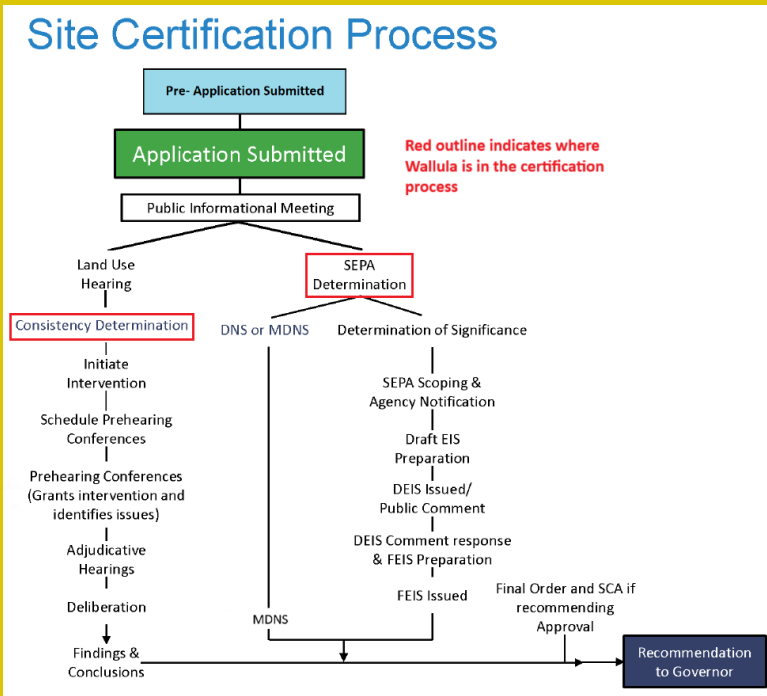 Site Certification Process
Pre- Application Submitted
Application Submitted
Red outline indicates where
Wallula is in the certification
process
Public Informational Meeting
Land Use
Hearing
SEPA
Determination
Consistency Determination
DNS or MDNS
Determination of Significance
Initiate
Intervention
SEPA Scoping &
Agency Notification
Schedule Prehearing
Conferences
Draft EIS
Preparation
Prehearing Conferences
(Grants intervention and
identifies issues)
DEIS Issued/
Public Comment
Adjudicative
Hearings
DEIS Comment response
& FEIS Preparation
Deliberation
MDNS
FEIS Issued
Final Order and SCA if
recommending
Approval
Findings &
Conclusions
Recommendation
to Governor